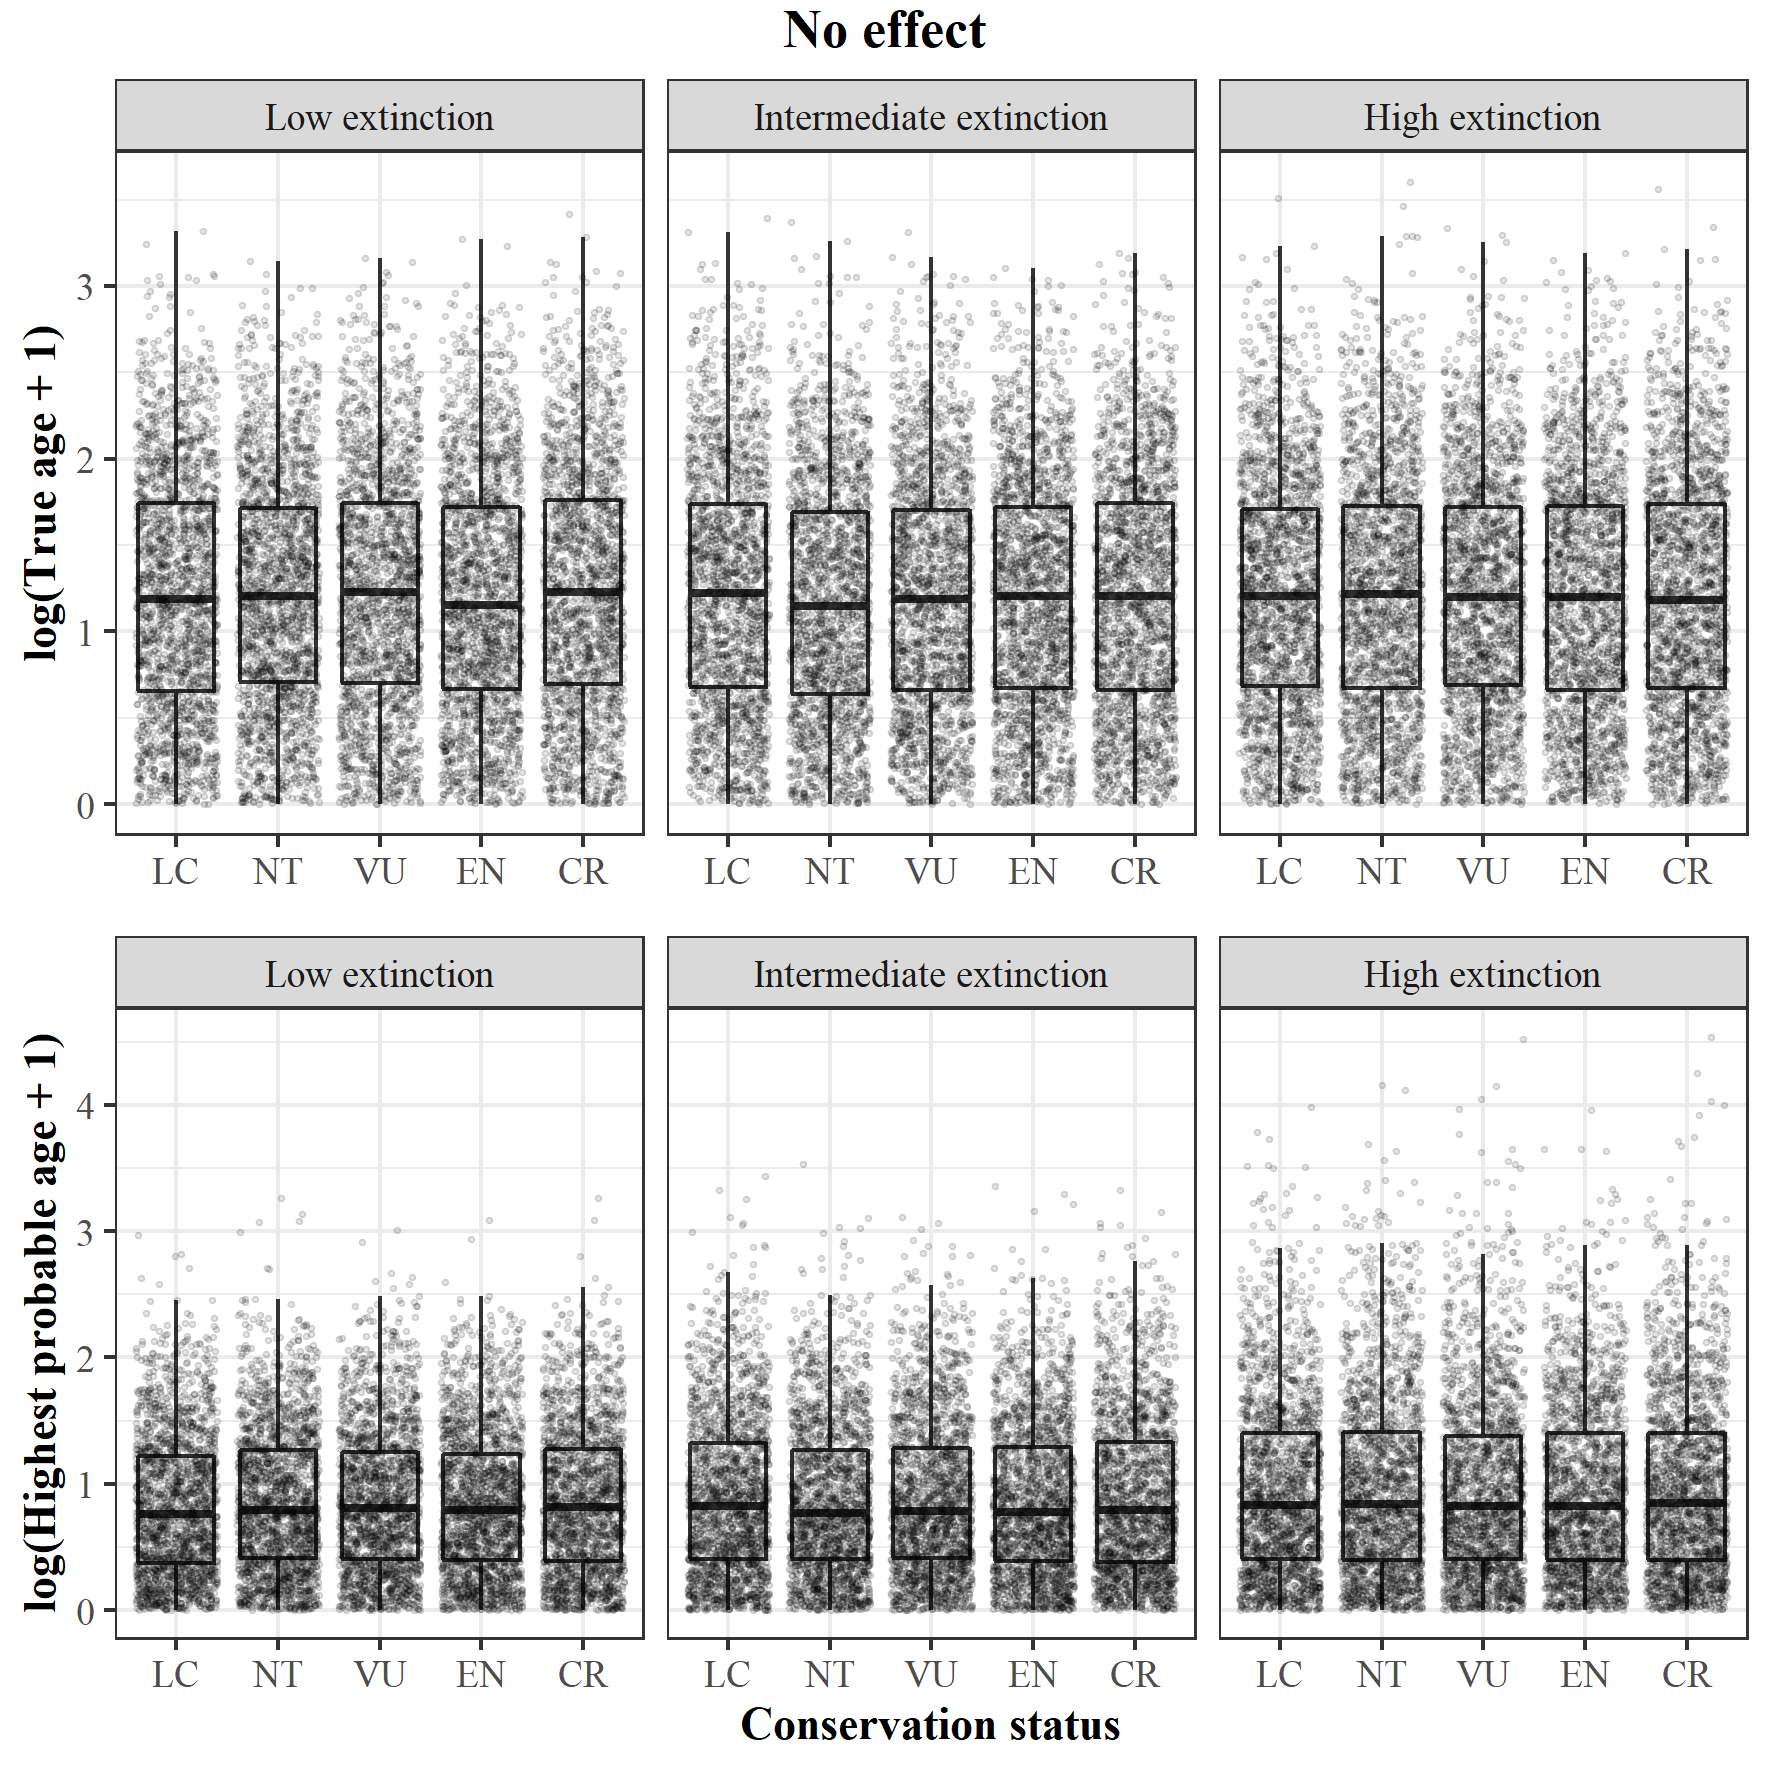 No effect
Low extinction Intermediate extinction High extinction
log(True age + 1)
3
2
1
0
LC NT VU EN CR LC NT VU EN CR LC NT VU EN CR
Low extinction Intermediate extinction High extinction
log(Highest probable age + 1)
4
3
2
1
0
LC NT VU EN CR LC NT VU EN CR LC NT VU EN CR
Conservation status